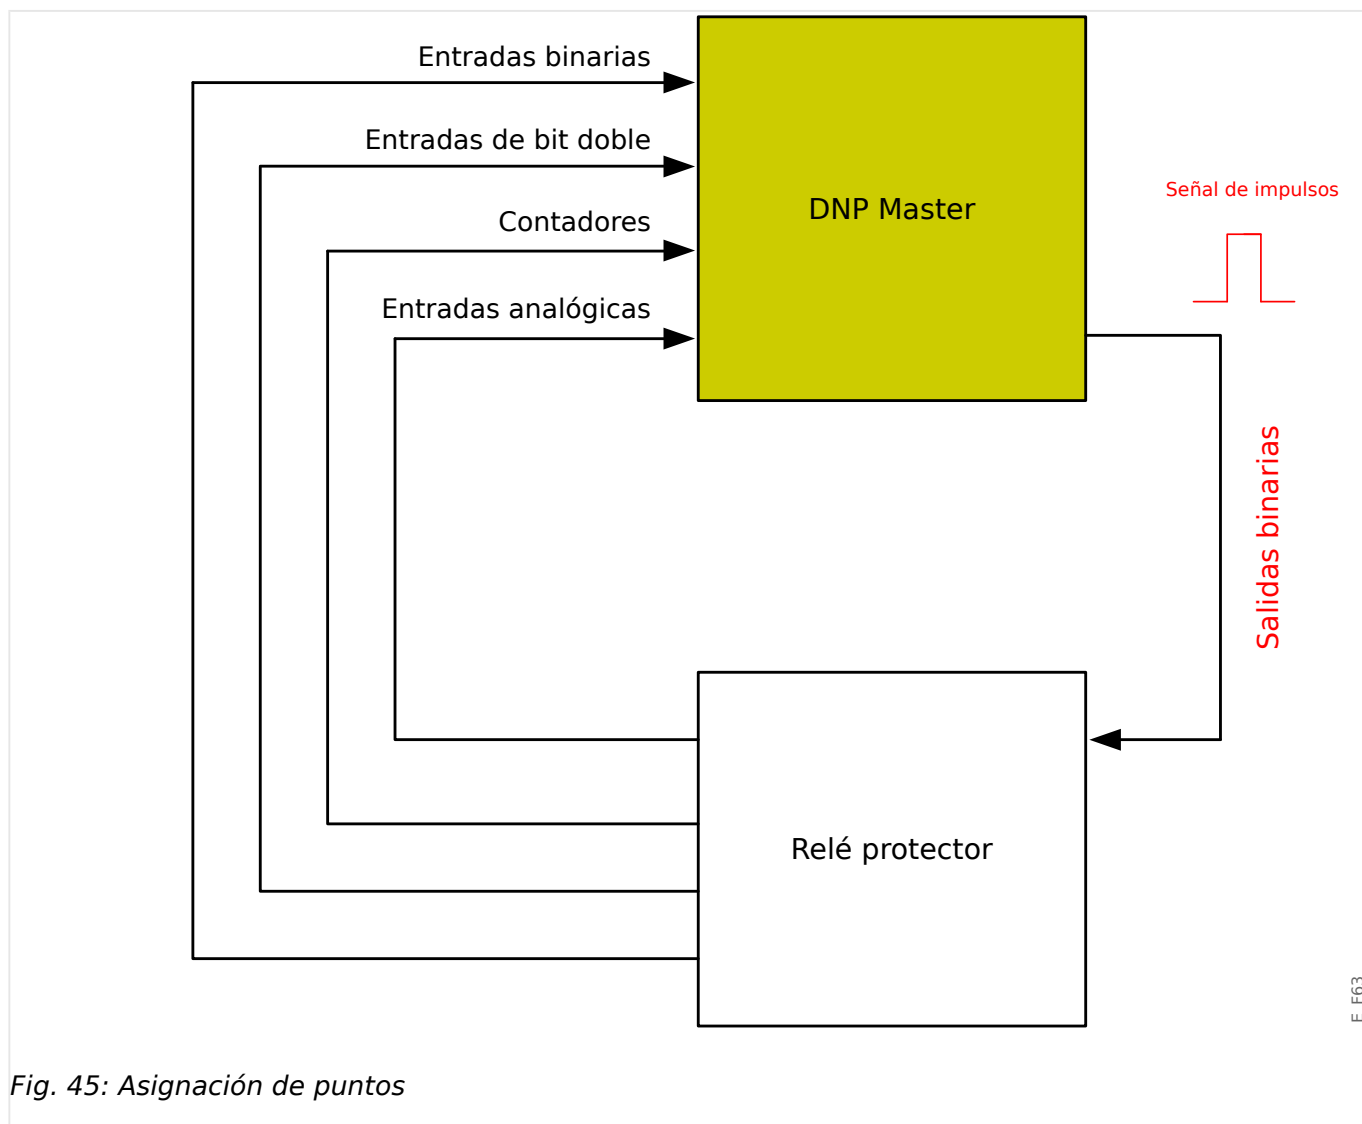 Entradas binarias
Entradas de bit doble
Contadores
Entradas analógicas
DNP Master
Señal de impulsos
Salidas binarias
Relé protector
Fig. 45: Asignación de puntos